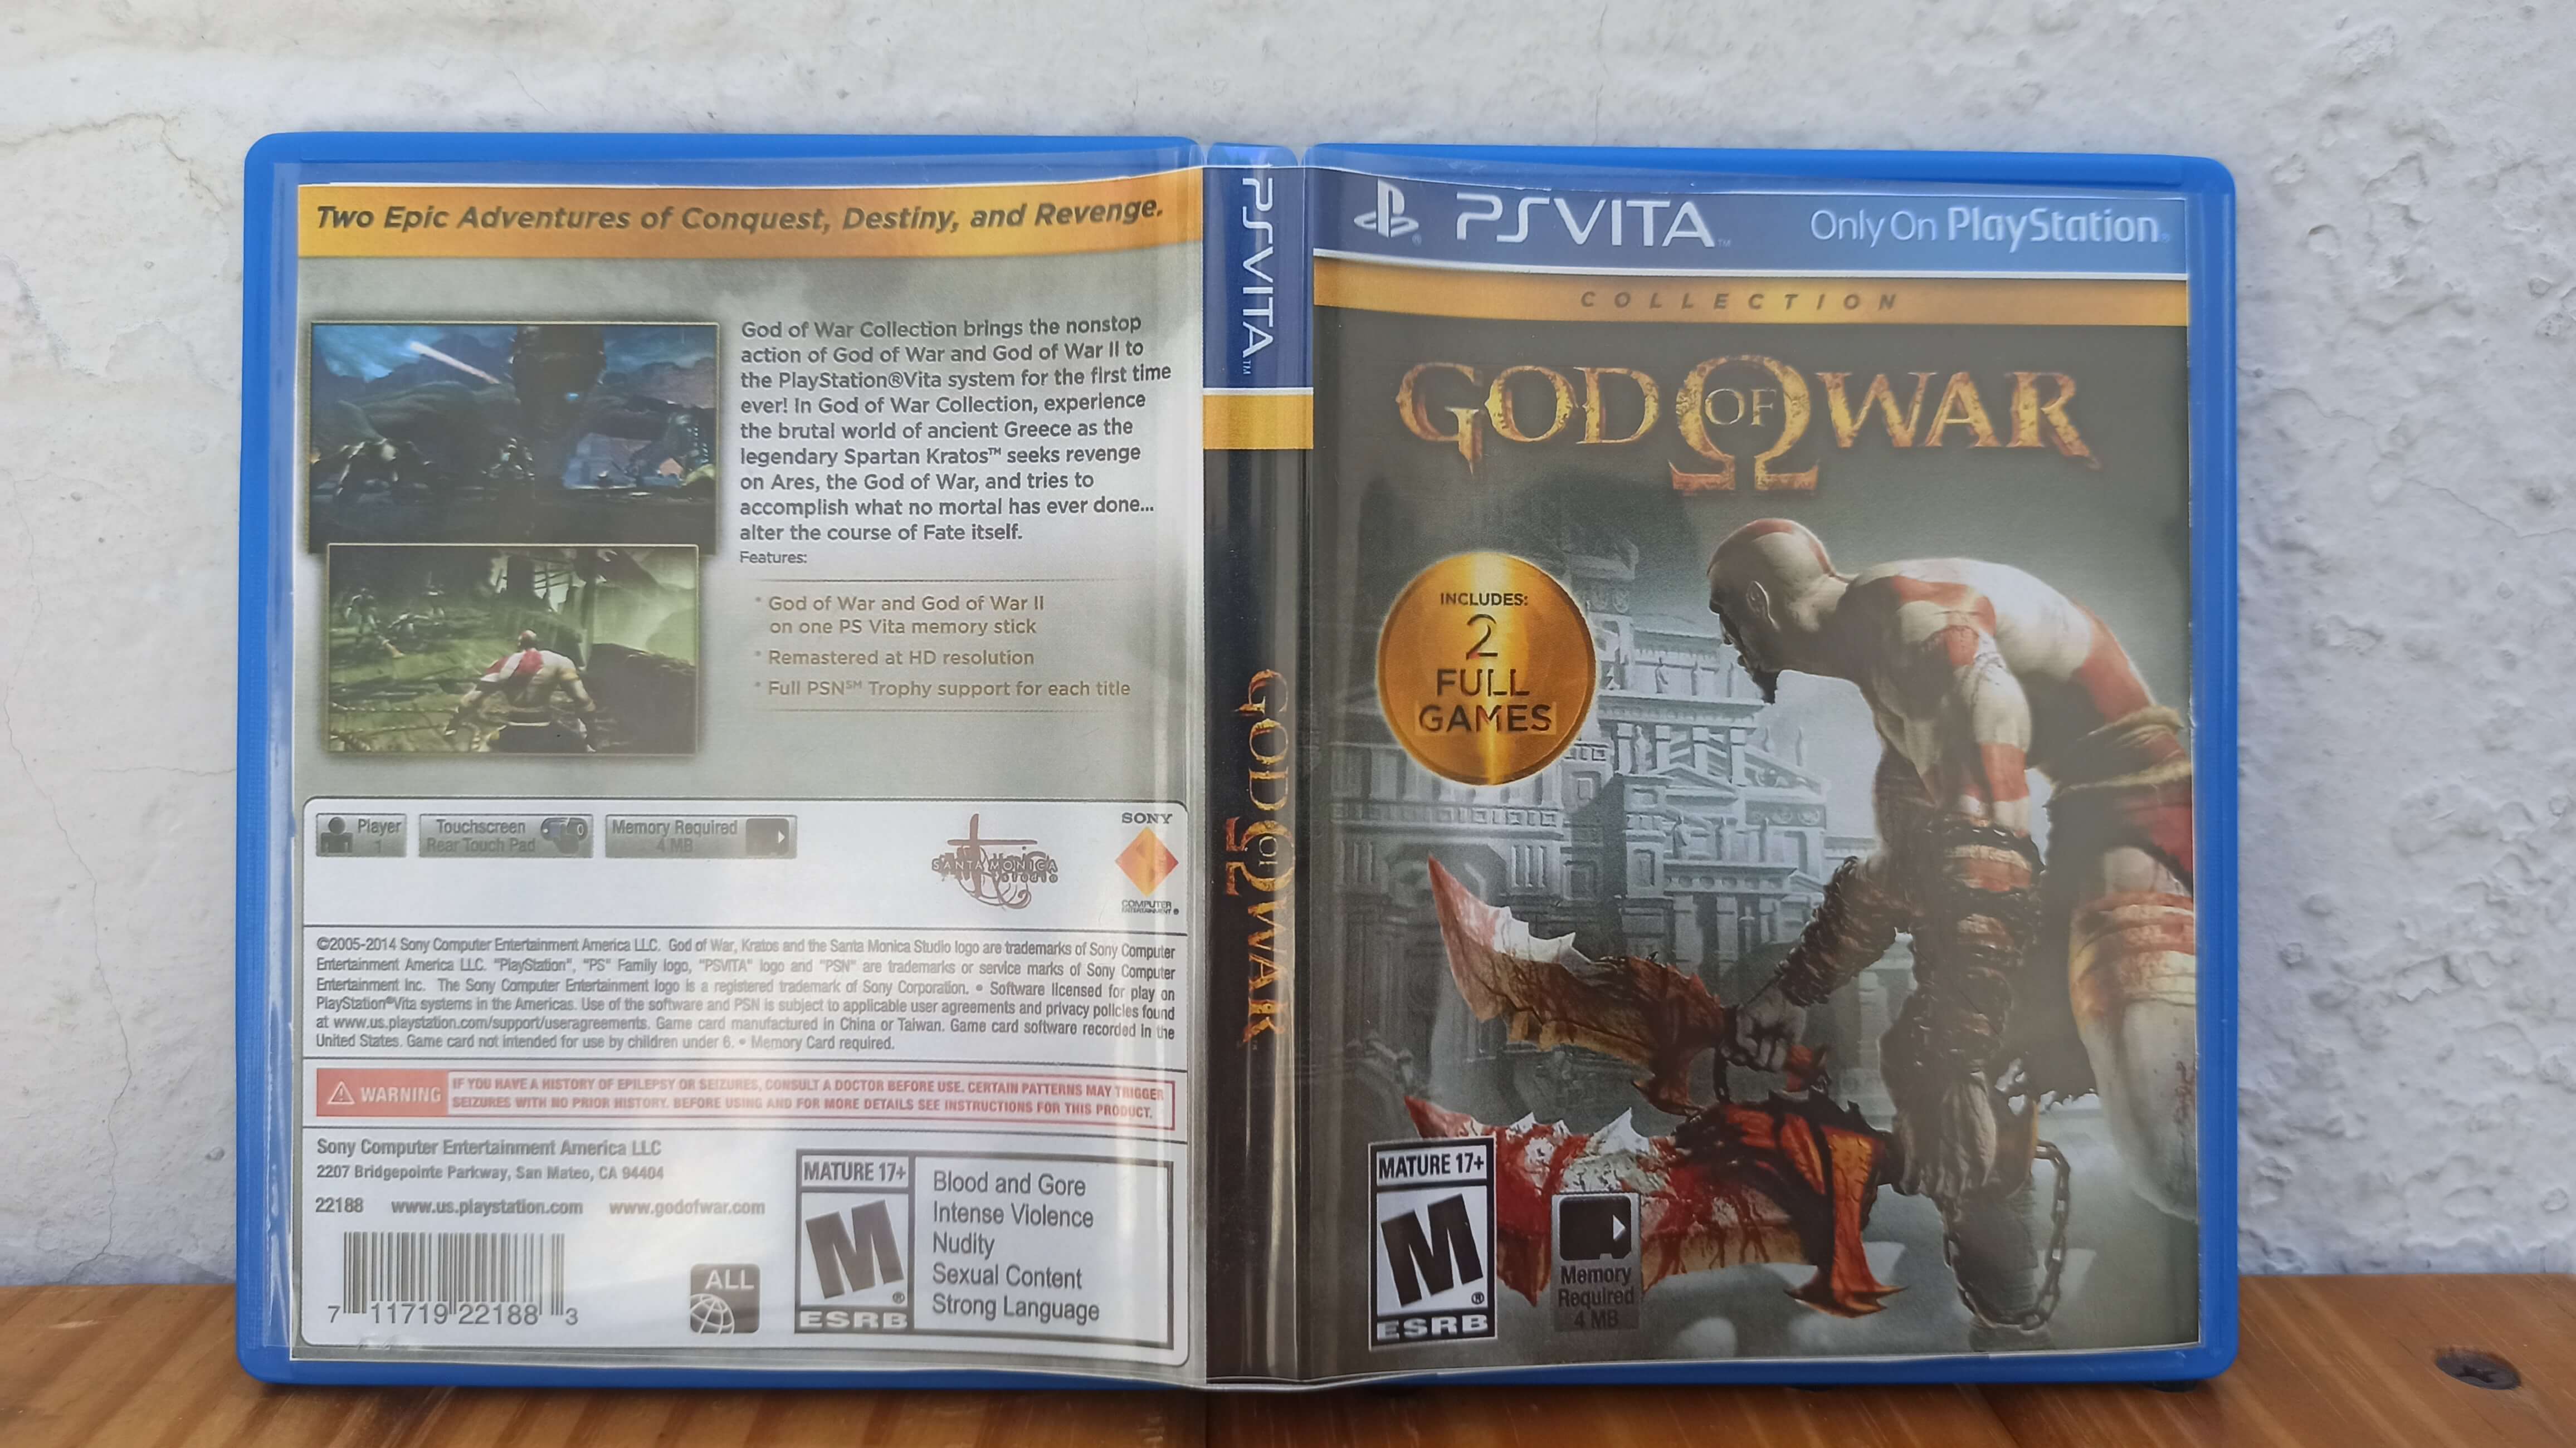 Two Epic Adventures of Conquest, Destiny, and Revenge.
God of War Collection brings the nonstop
action of God of War and God of War II to
the PlayStation®Vita system for the first time
ever! In God of War Collection, experience
the brutal world of ancient Greece as the
legendary Spartan Kratos™ seeks revenge
on Ares, the God of War, and tries to
accomplish what no mortal has ever done...
alter the course of Fate itself.
Features:
* God of War and God of War II
on one PS Vita memory stick
* Remastered at HD resolution
* Full PSN℠ Trophy support for each title
Player
1
Touchscreen
Rear Touch Pad
Memory Required
4 MB
SANTA MONICA
studio
SONY
COMPUTER
ENTERTAINMENT®
©2005-2014 Sony Computer Entertainment America LLC. God of War, Kratos and the Santa Monica Studio logo are trademarks of Sony Computer
Entertainment America LLC. "PlayStation", "PS" Family logo, "PSVITA" logo and "PSN" are trademarks or service marks of Sony Computer
Entertainment Inc. The Sony Computer Entertainment logo is a registered trademark of Sony Corporation. • Software licensed for play on
PlayStation®Vita systems in the Americas. Use of the software and PSN is subject to applicable user agreements and privacy policies found
at www.us.playstation.com/support/useragreements. Game card manufactured in China or Taiwan. Game card software recorded in the
United States. Game card not intended for use by children under 6. • Memory Card required.
WARNING
IF YOU HAVE A HISTORY OF EPILEPSY OR SEIZURES, CONSULT A DOCTOR BEFORE USE. CERTAIN PATTERNS MAY TRIGGER
SEIZURES WITH NO PRIOR HISTORY. BEFORE USING AND FOR MORE DETAILS SEE INSTRUCTIONS FOR THIS PRODUCT.
Sony Computer Entertainment America LLC
2207 Bridgepointe Parkway, San Mateo, CA 94404
22188 www.us.playstation.com www.godofwar.com
7 11719 22188 3
ALL
MATURE 17+
M®
ESRB
Blood and Gore
Intense Violence
Nudity
Sexual Content
Strong Language
PSVITA™
GOD OF WAR
PSVITA™ Only On PlayStation®
COLLECTION
GOD OF WAR
INCLUDES:
2
FULL
GAMES
MATURE 17+
M®
ESRB
Memory
Required
4 MB